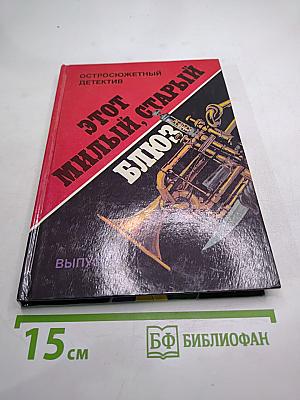 ОСТРОСЮЖЕТНЫЙ
ДЕТЕКТИВ
ЭТОТ
МИЛЫЙ, СТАРЫЙ
БЛЮЗ
15 см
БФ БИБЛИОФАН